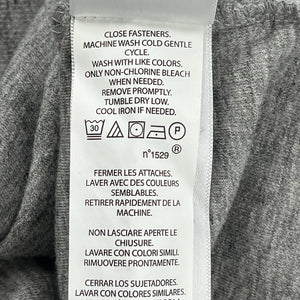 CLOSE FASTENERS.
MACHINE WASH COLD GENTLE
CYCLE.
WASH WITH LIKE COLORS.
ONLY NON-CHLORINE BLEACH
WHEN NEEDED.
REMOVE PROMPTLY.
TUMBLE DRY LOW.
COOL IRON IF NEEDED.
30 P
n°1529 ®
FERMER LES ATTACHES.
LAVER AVEC DES COULEURS
SEMBLABLES.
RETIRER RAPIDEMENT DE LA
MACHINE.
NON LASCIARE APERTE LE
CHIUSURE.
LAVARE CON COLORI SIMILI.
RIMUOVERE PRONTAMENTE.
CERRAR LOS SUJETADORES.
LAVAR CON COLORES SIMILARES.